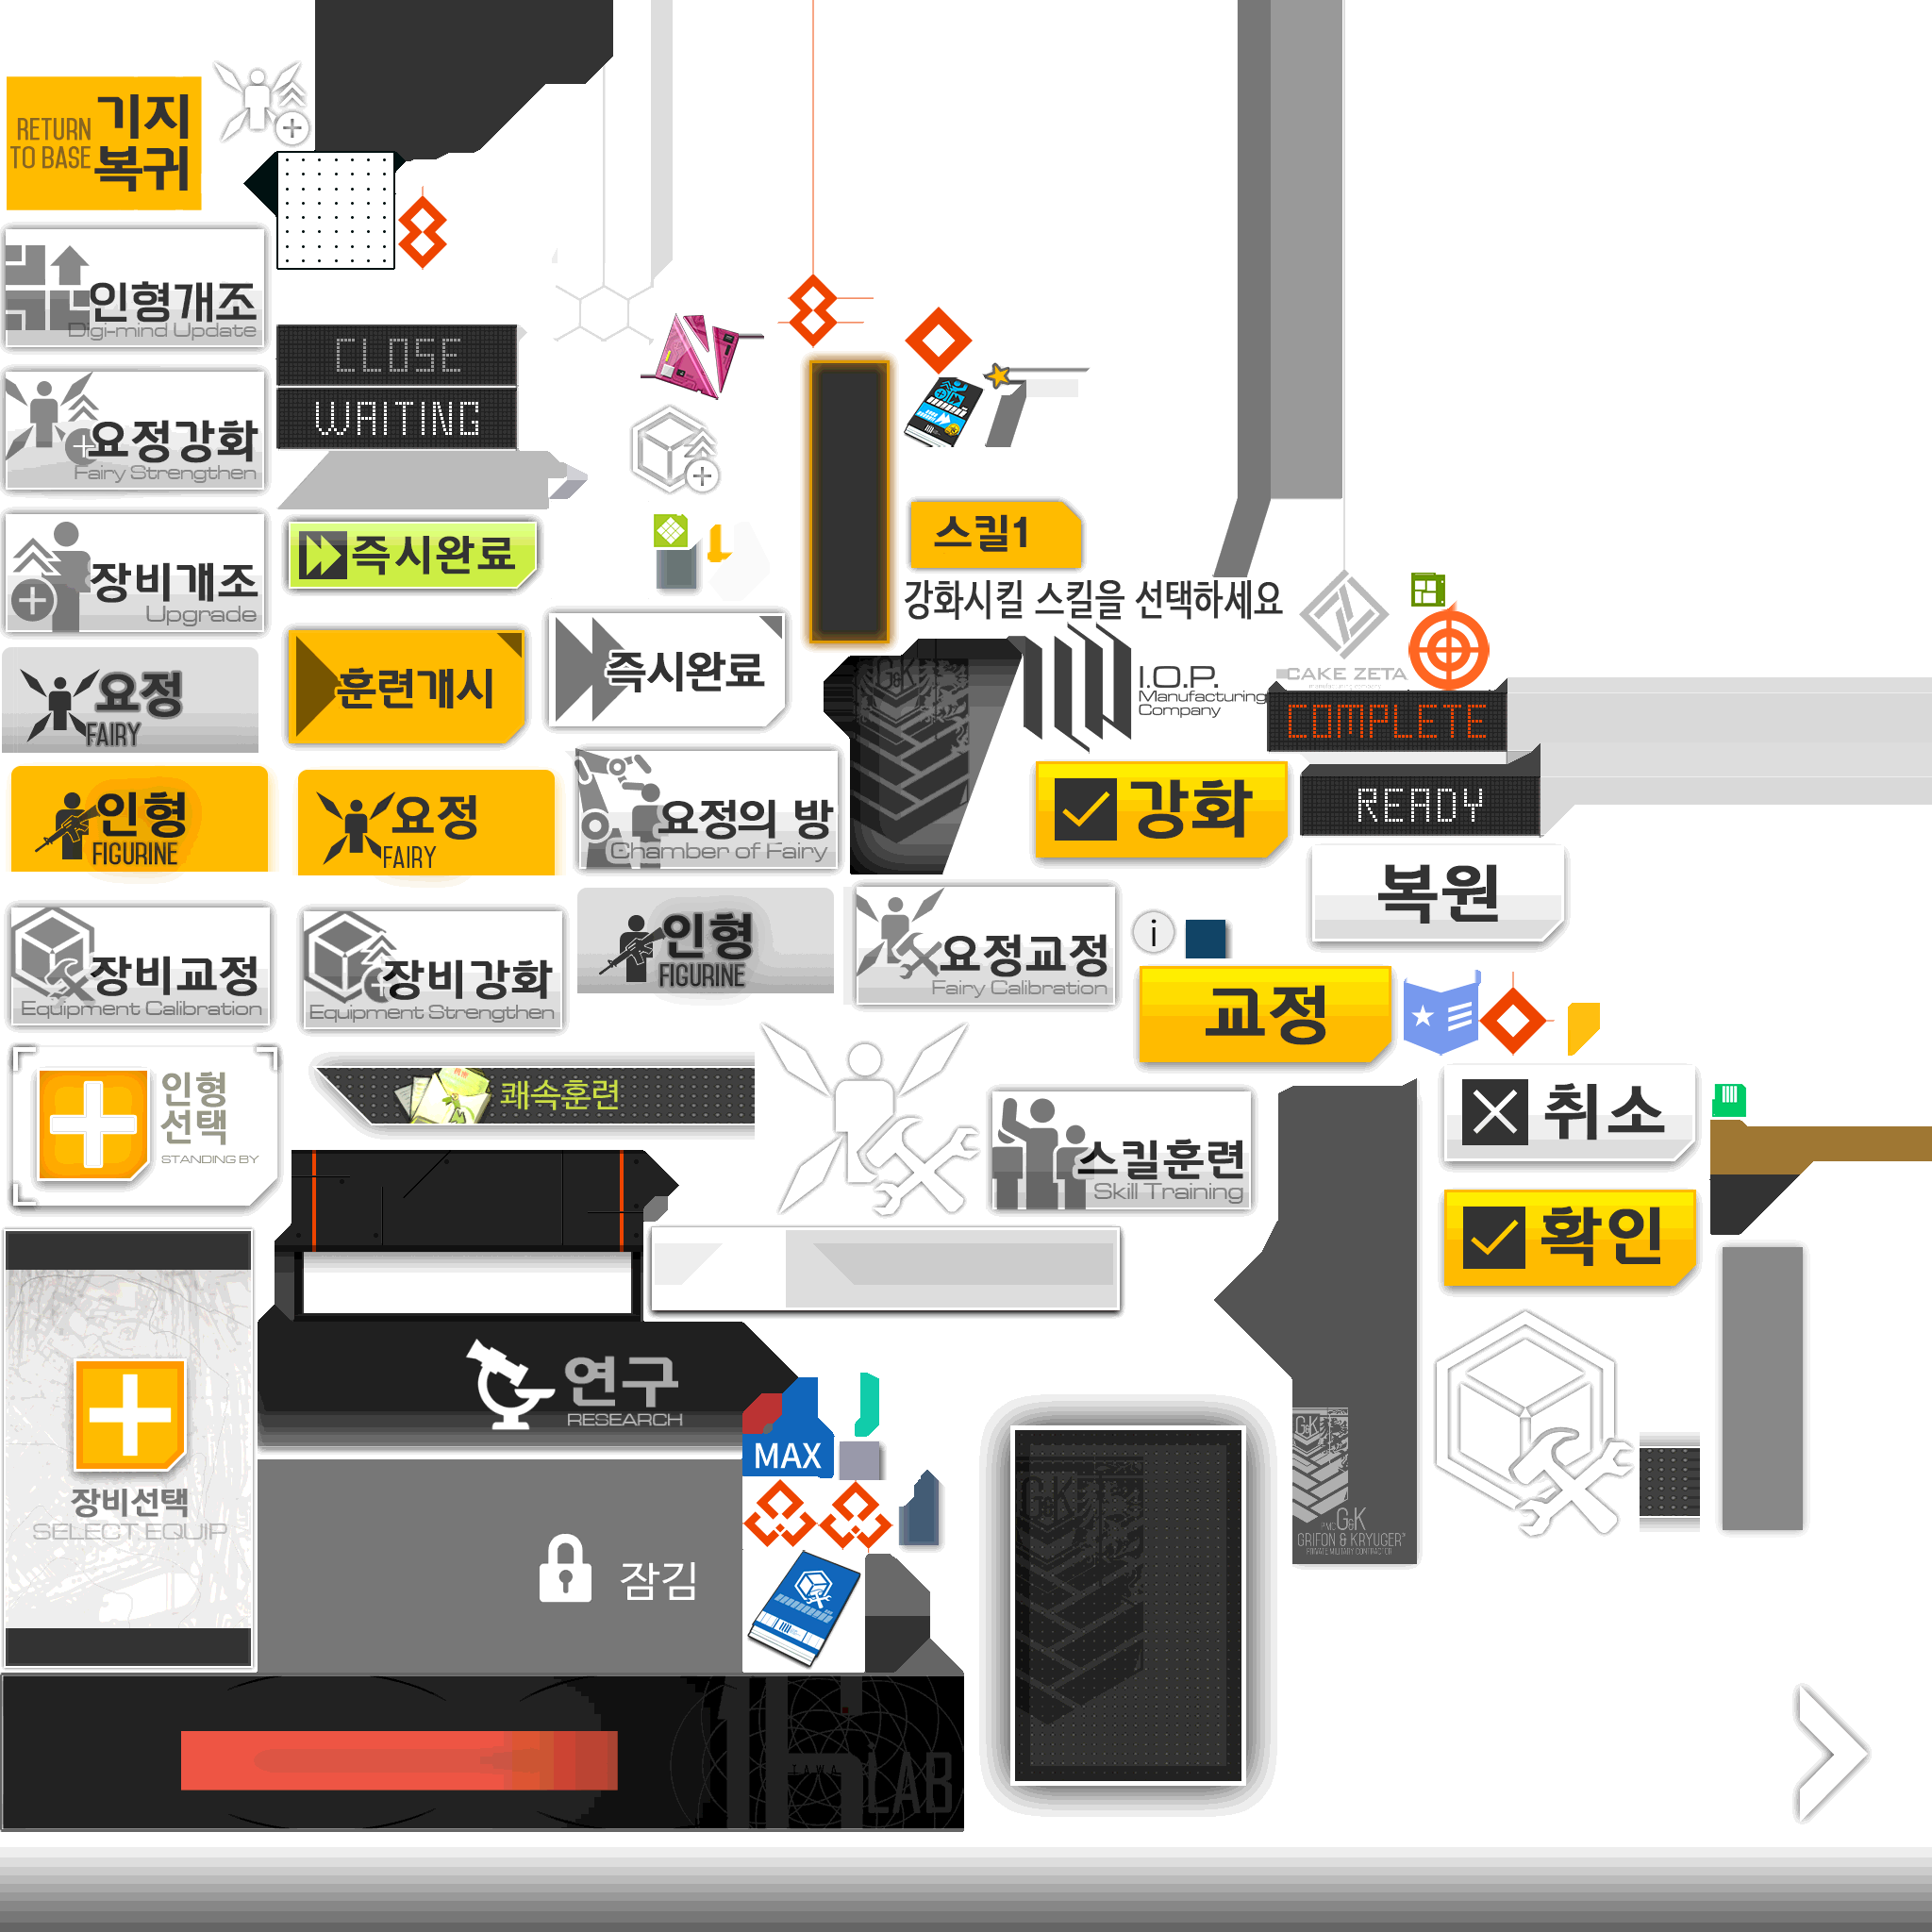 RETURN
TO BASE
기지
복귀
인형개조
Digi-mind Update
CLOSE
WAITING
요정강화
Fairy Strengthen
장비개조
Upgrade
즉시완료
스킬1
강화시킬 스킬을 선택하세요
요정
FAIRY
훈련개시
즉시완료
G&K
I.O.P.
Manufacturing
Company
CAKE ZETA
COMPLETE
READY
인형
FIGURINE
요정
FAIRY
요정의 방
Chamber of Fairy
강화
복원
장비교정
Equipment Calibration
장비강화
Equipment Strengthen
인형
FIGURINE
요정교정
Fairy Calibration
i
교정
인형
선택
STANDING BY
쾌속훈련
스킬훈련
Skill Training
취소
확인
연구
RESEARCH
MAX
장비선택
SELECT EQUIP
잠김
G&K
G&K
G&K
GRIFON & KRYUGER
PRIVATE MILITARY CONTRACTOR
16
LAB